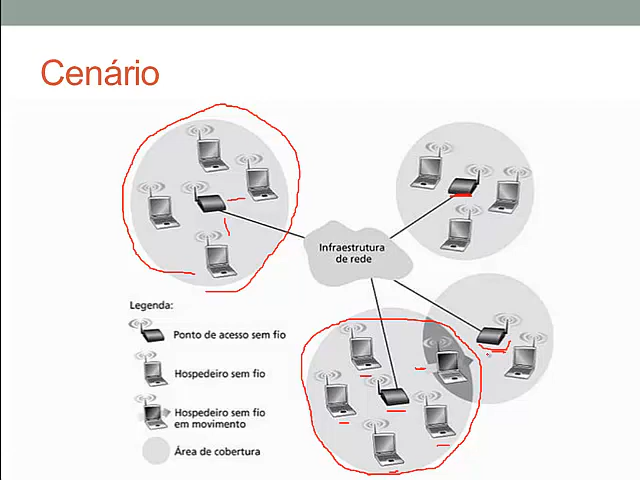 Cenário
Infraestrutura
de rede
Legenda:
Ponto de acesso sem fio
Hospedeiro sem fio
Hospedeiro sem fio
em movimento
Área de cobertura